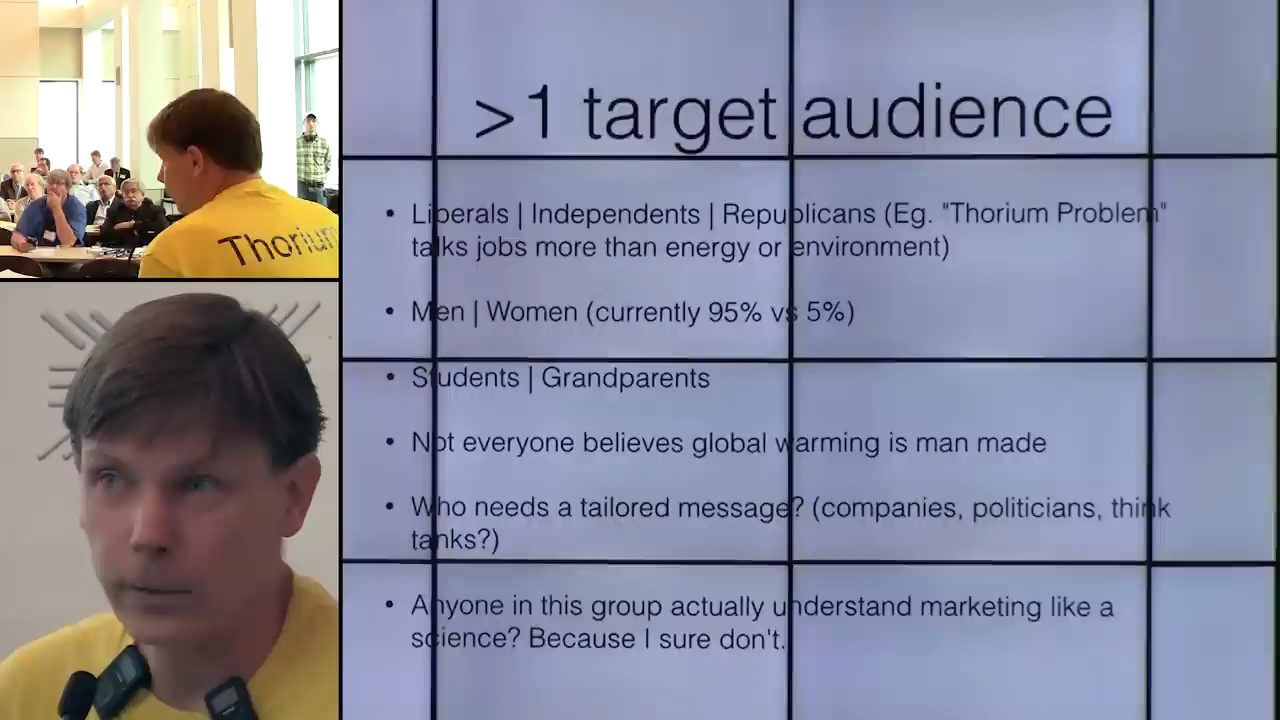 Thorium
>1 target audience
• Liberals | Independents | Republicans (Eg. "Thorium Problem"
talks jobs more than energy or environment)
• Men | Women (currently 95% vs 5%)
• Students | Grandparents
• Not everyone believes global warming is man made
• Who needs a tailored message? (companies, politicians, think
tanks?)
• Anyone in this group actually understand marketing like a
science? Because I sure don't.